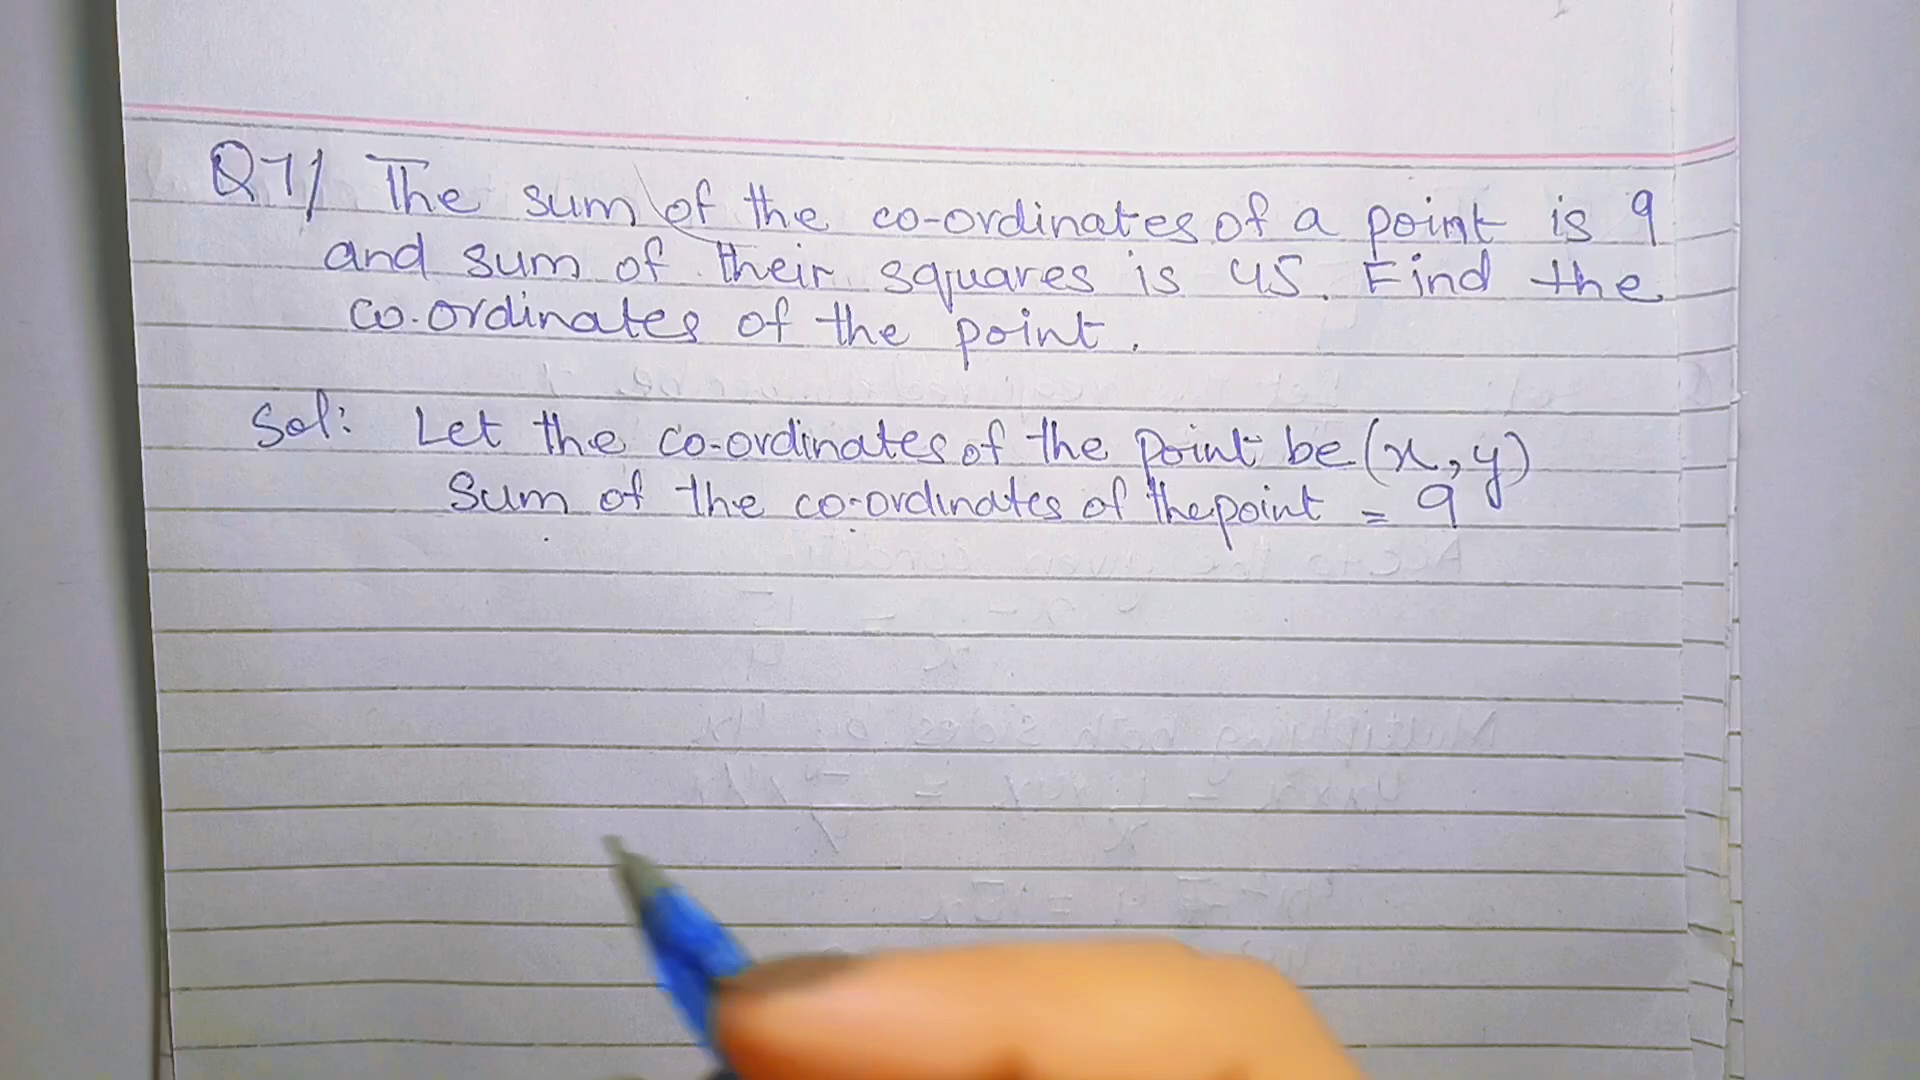 Q7/ The sum of the co-ordinates of a point is 9
and sum of their squares is 45. Find the
co-ordinates of the point.
Sol: Let the co-ordinates of the point be (x,y)
Sum of the co-ordinates of the point = 9